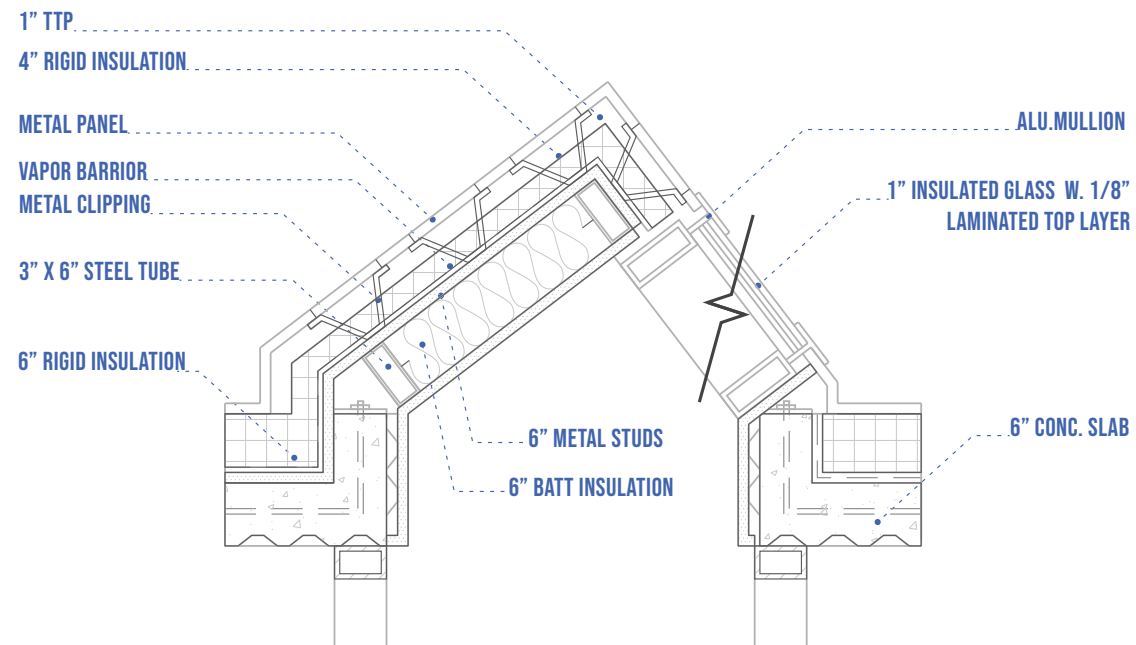 1” TTP
4” RIGID INSULATION
METAL PANEL
VAPOR BARRIER
METAL CLIPPING
3” X 6” STEEL TUBE
6” RIGID INSULATION
ALU.MULLION
1” INSULATED GLASS W. 1/8”
LAMINATED TOP LAYER
6” METAL STUDS
6” BATT INSULATION
6” CONC. SLAB